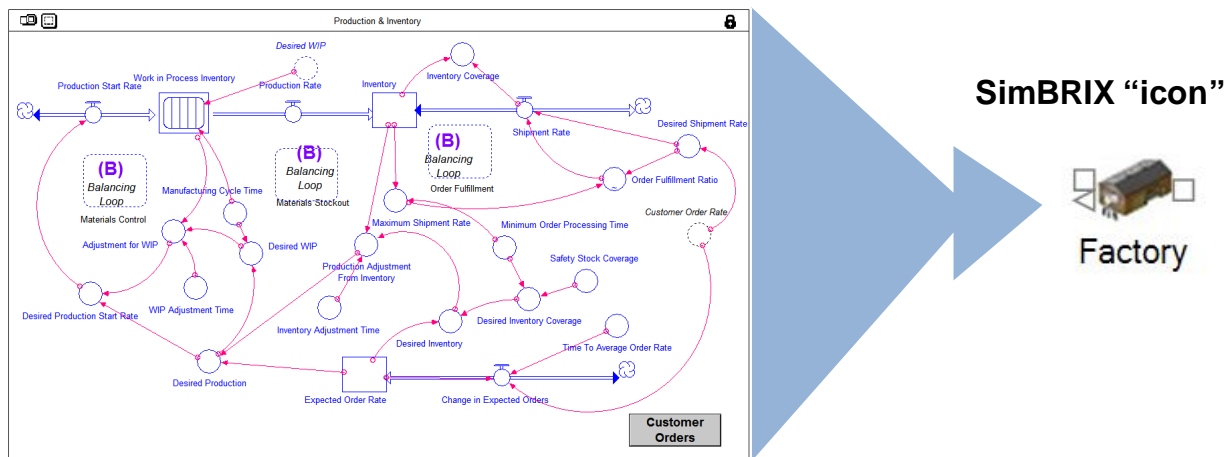 Production & Inventory
Desired WIP
Work in Process Inventory
Production Start Rate
Production Rate
Inventory
Inventory Coverage
Shipment Rate
Desired Shipment Rate
(B)
Balancing
Loop
Materials Control
(B)
Balancing
Loop
Materials Stockout
(B)
Balancing
Loop
Order Fulfillment
Manufacturing Cycle Time
Order Fulfillment Ratio
Customer Order Rate
Maximum Shipment Rate
Minimum Order Processing Time
Adjustment for WIP
Desired WIP
Production Adjustment
From Inventory
Safety Stock Coverage
WIP Adjustment Time
Desired Production Start Rate
Inventory Adjustment Time
Desired Inventory Coverage
Desired Inventory
Time To Average Order Rate
Desired Production
Expected Order Rate
Change in Expected Orders
Customer
Orders
SimBRIX “icon”
Factory